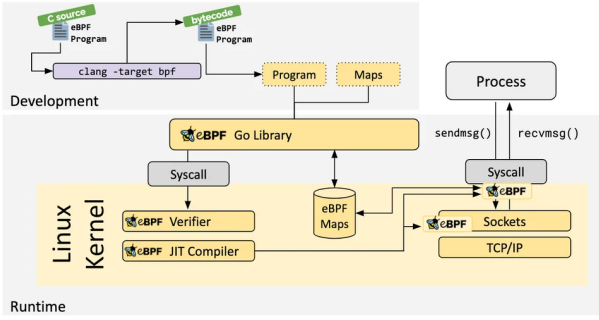 C source
eBPF
Program
bytecode
eBPF
Program
clang -target bpf
Program
Maps
Development
Process
eBPF Go Library
sendmsg()
recvmsg()
Syscall
Syscall
eBPF
Linux
Kernel
eBPF Verifier
eBPF
Maps
eBPF
Sockets
eBPF JIT Compiler
TCP/IP
Runtime